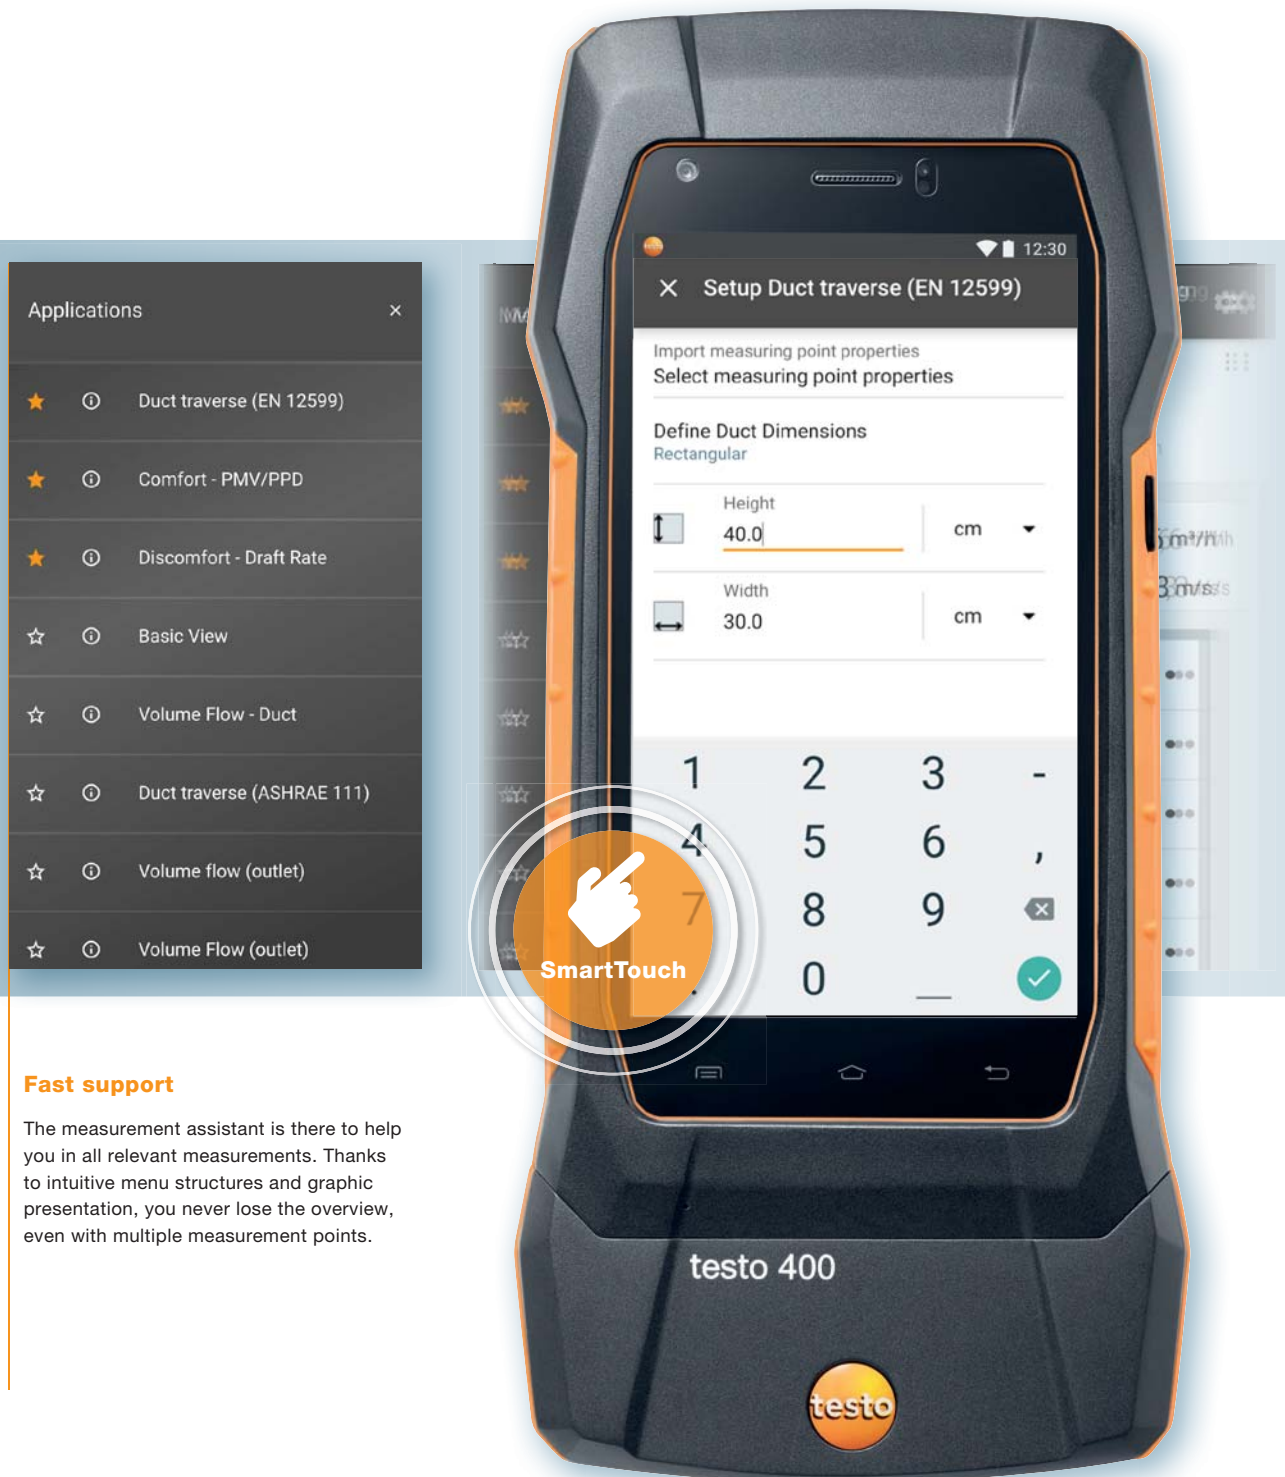 Applications ×
Duct traverse (EN 12599)
Comfort - PMV/PPD
Discomfort - Draft Rate
Basic View
Volume Flow - Duct
Duct traverse (ASHRAE 111)
Volume flow (outlet)
Volume Flow (outlet)
Fast support
The measurement assistant is there to help
you in all relevant measurements. Thanks
to intuitive menu structures and graphic
presentation, you never lose the overview,
even with multiple measurement points.
12:30
Setup Duct traverse (EN 12599)
Import measuring point properties
Select measuring point properties
Define Duct Dimensions
Rectangular
Height
40.0 cm
Width
30.0 cm
1 2 3 -
4 5 6 ,
7 8 9
. 0 _
SmartTouch
m³/h
m/s
testo 400
testo